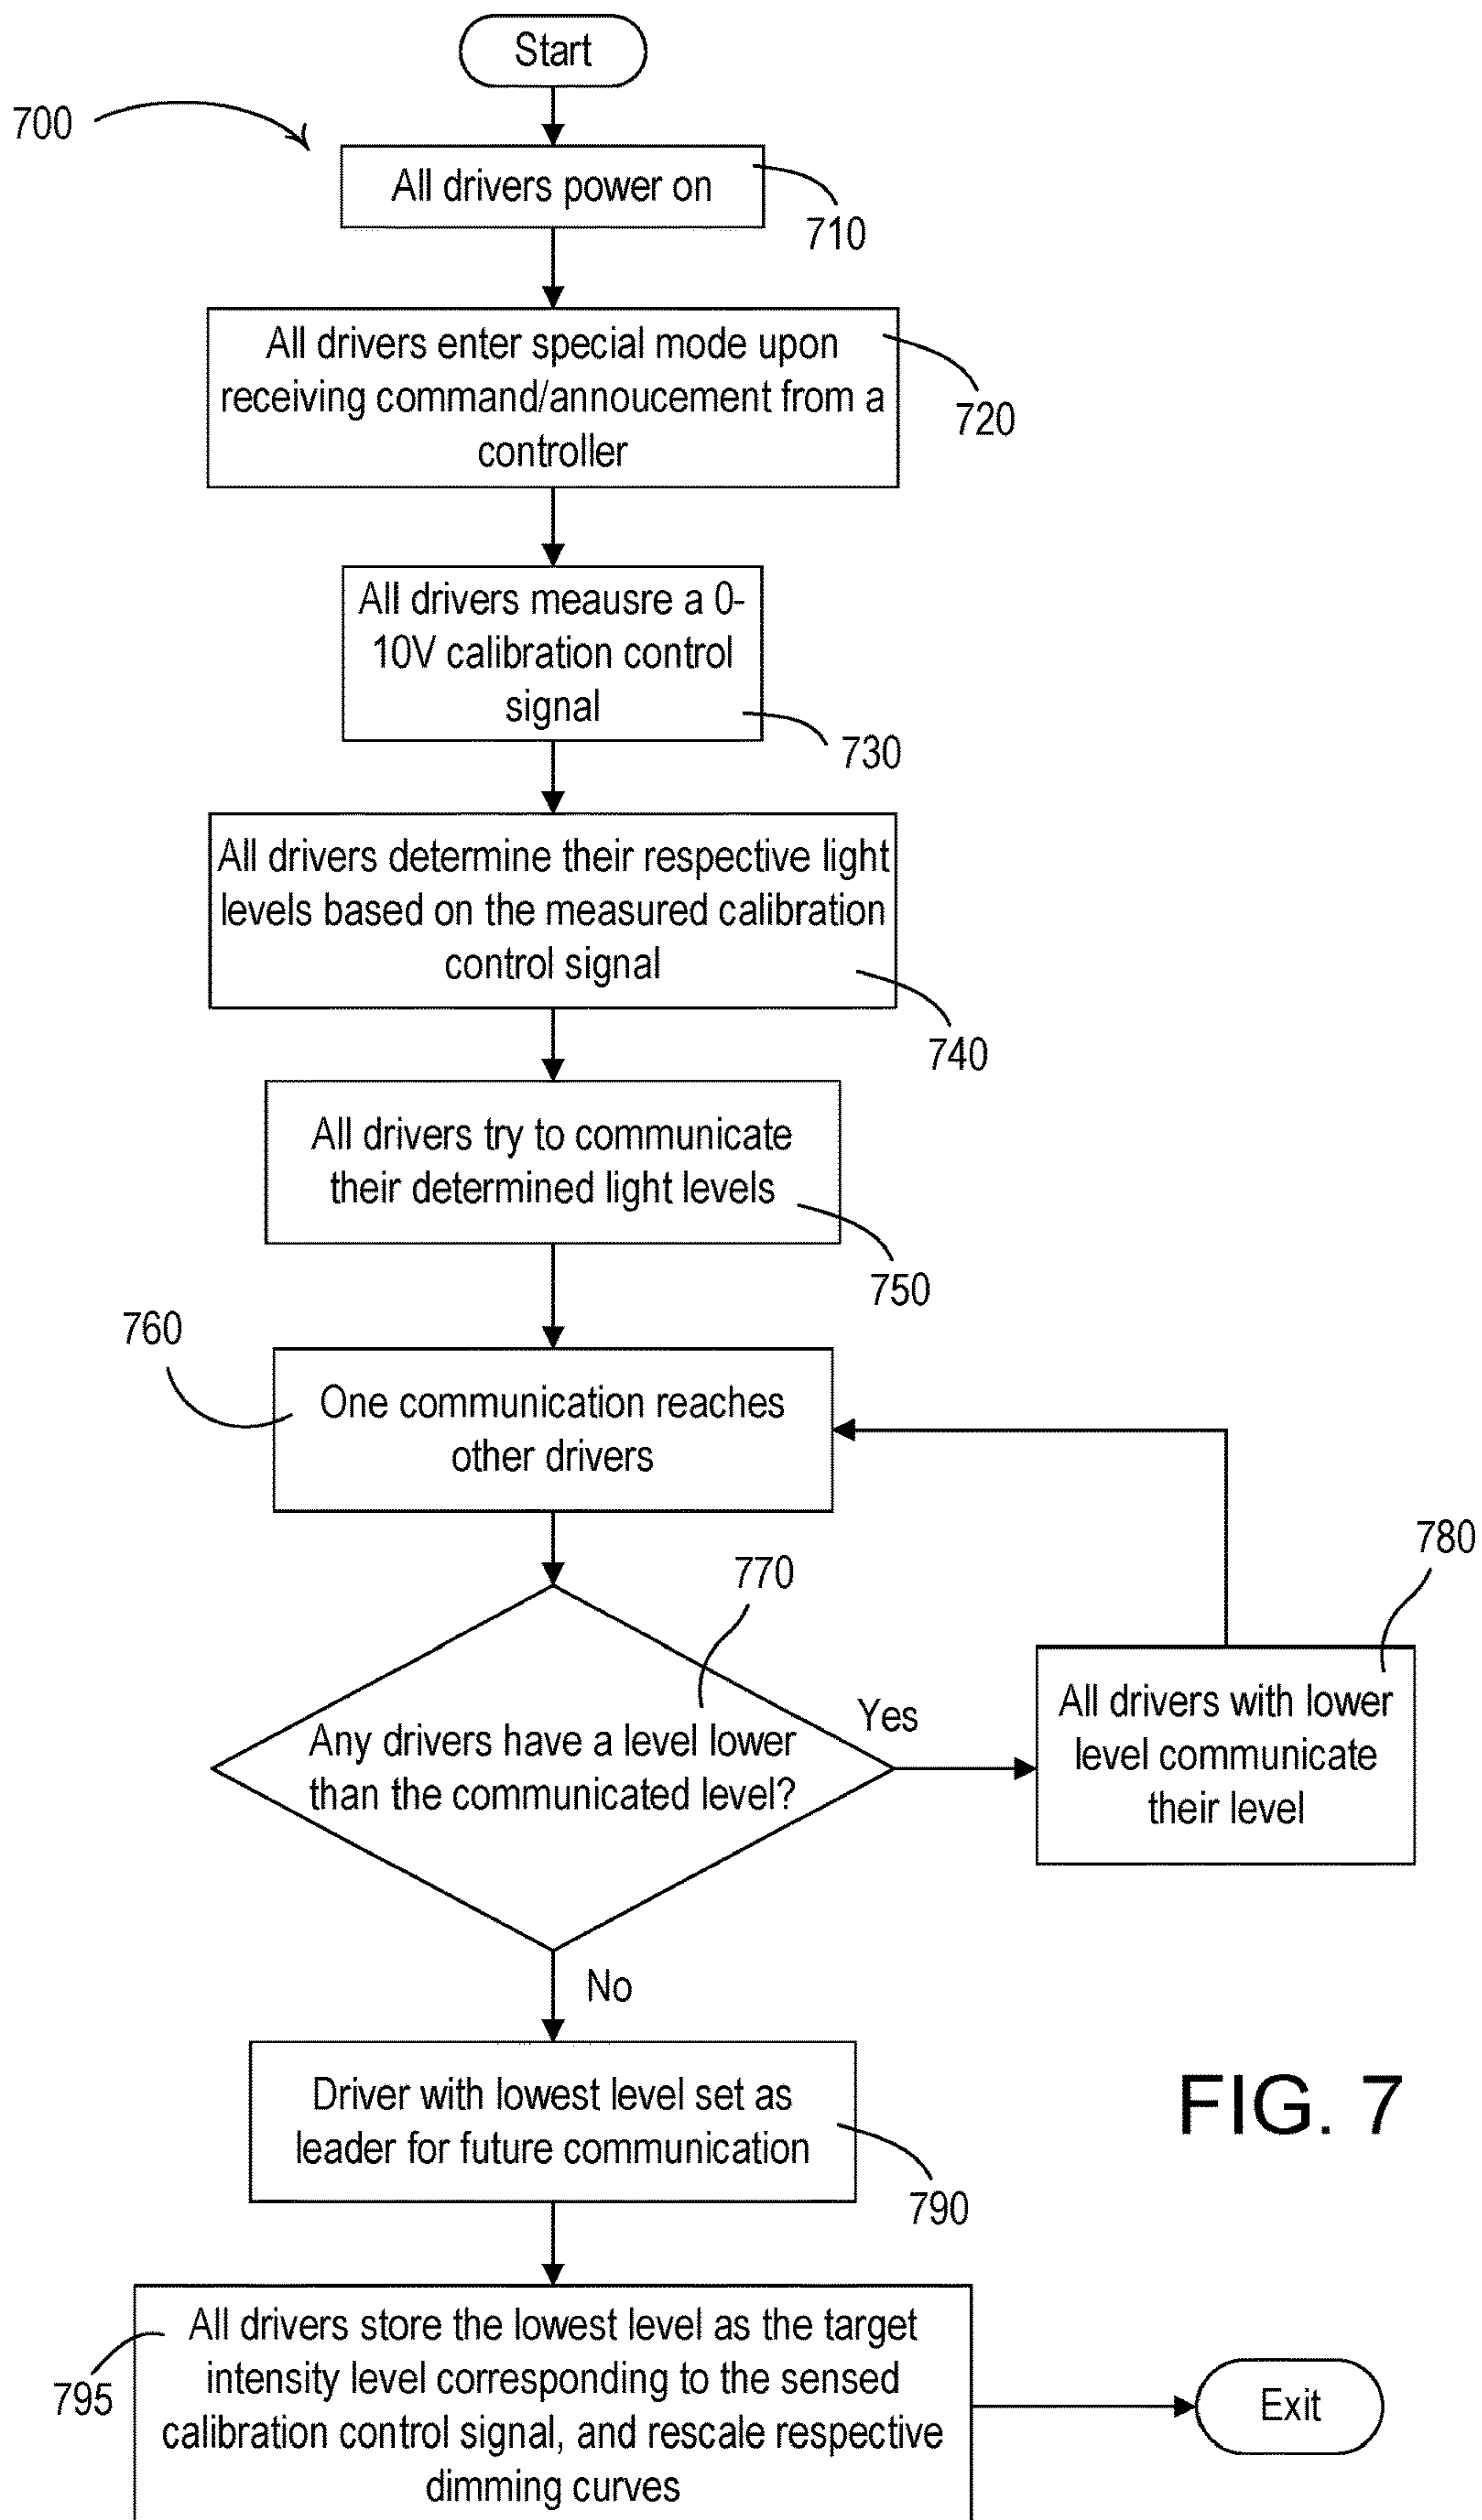 Start
700
All drivers power on
710
All drivers enter special mode upon
receiving command/annoucement from a
controller
720
All drivers meausre a 0-
10V calibration control
signal
730
All drivers determine their respective light
levels based on the measured calibration
control signal
740
All drivers try to communicate
their determined light levels
750
760
One communication reaches
other drivers
770
Any drivers have a level lower
than the communicated level?
Yes
780
All drivers with lower
level communicate
their level
No
Driver with lowest level set as
leader for future communication
790
FIG. 7
All drivers store the lowest level as the target
intensity level corresponding to the sensed
calibration control signal, and rescale respective
dimming curves
795
Exit